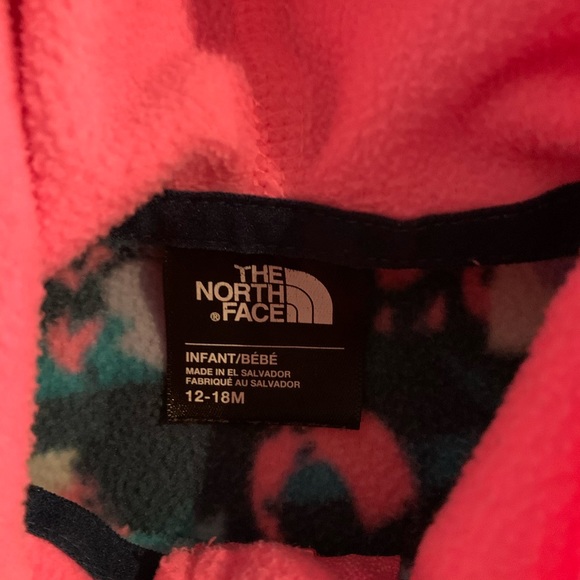 THE
NORTH
® FACE
INFANT/BÉBÉ
MADE IN EL SALVADOR
FABRIQUÉ AU SALVADOR
12-18M